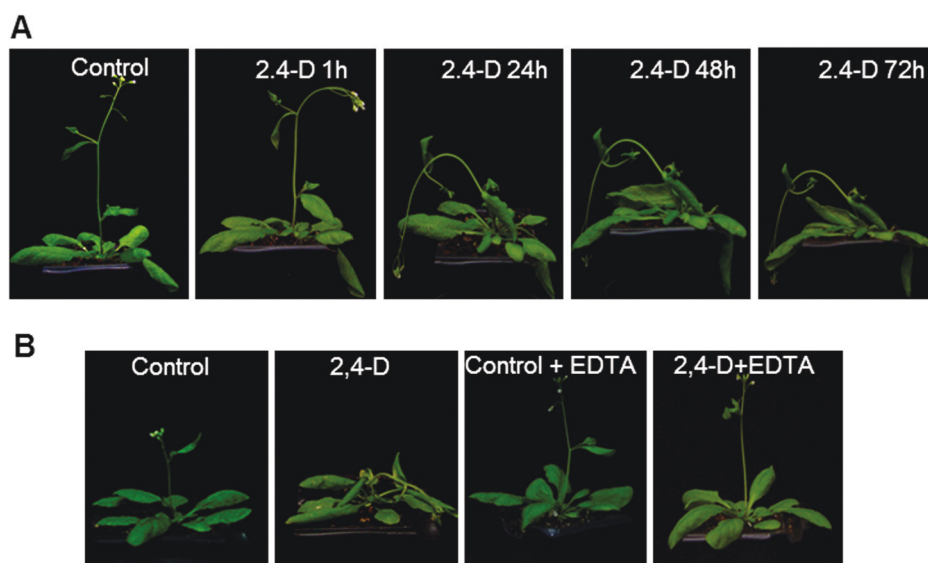 A
Control
2.4-D 1h
2.4-D 24h
2.4-D 48h
2.4-D 72h
B
Control
2,4-D
Control + EDTA
2,4-D+EDTA